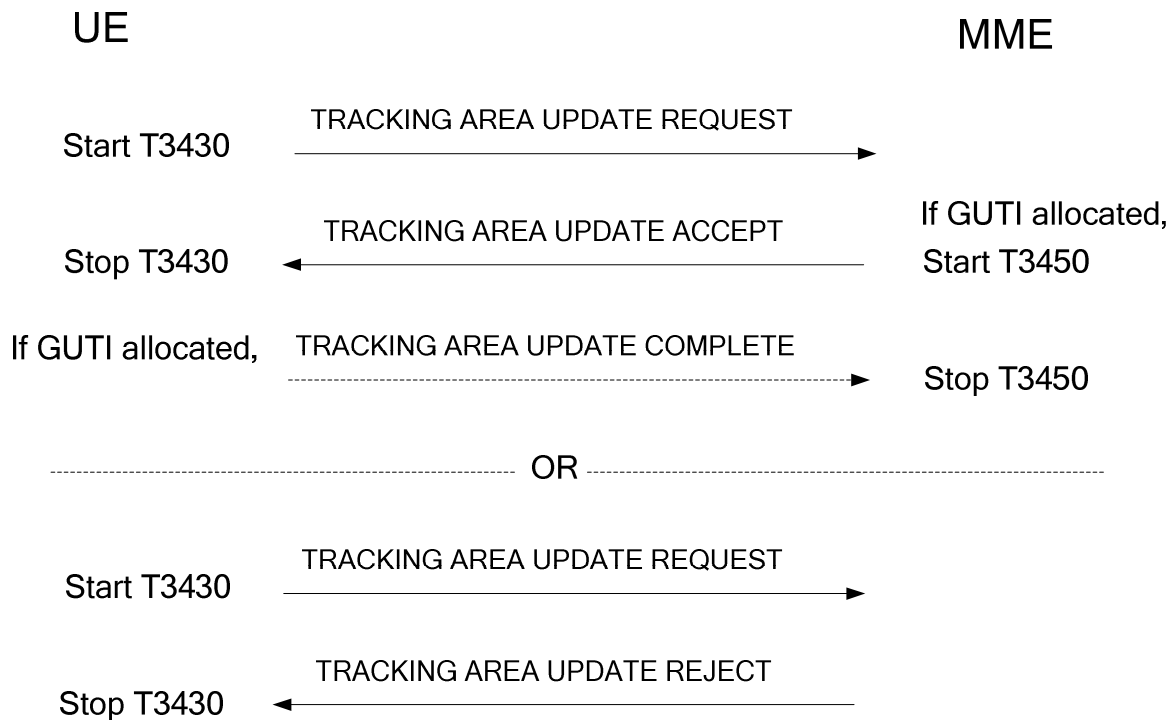 UE
MME
TRACKING AREA UPDATE REQUEST
Start T3430
If GUTI allocated,
TRACKING AREA UPDATE ACCEPT
Stop T3430
Start T3450
If GUTI allocated,
TRACKING AREA UPDATE COMPLETE
Stop T3450
OR
TRACKING AREA UPDATE REQUEST
Start T3430
TRACKING AREA UPDATE REJECT
Stop T3430